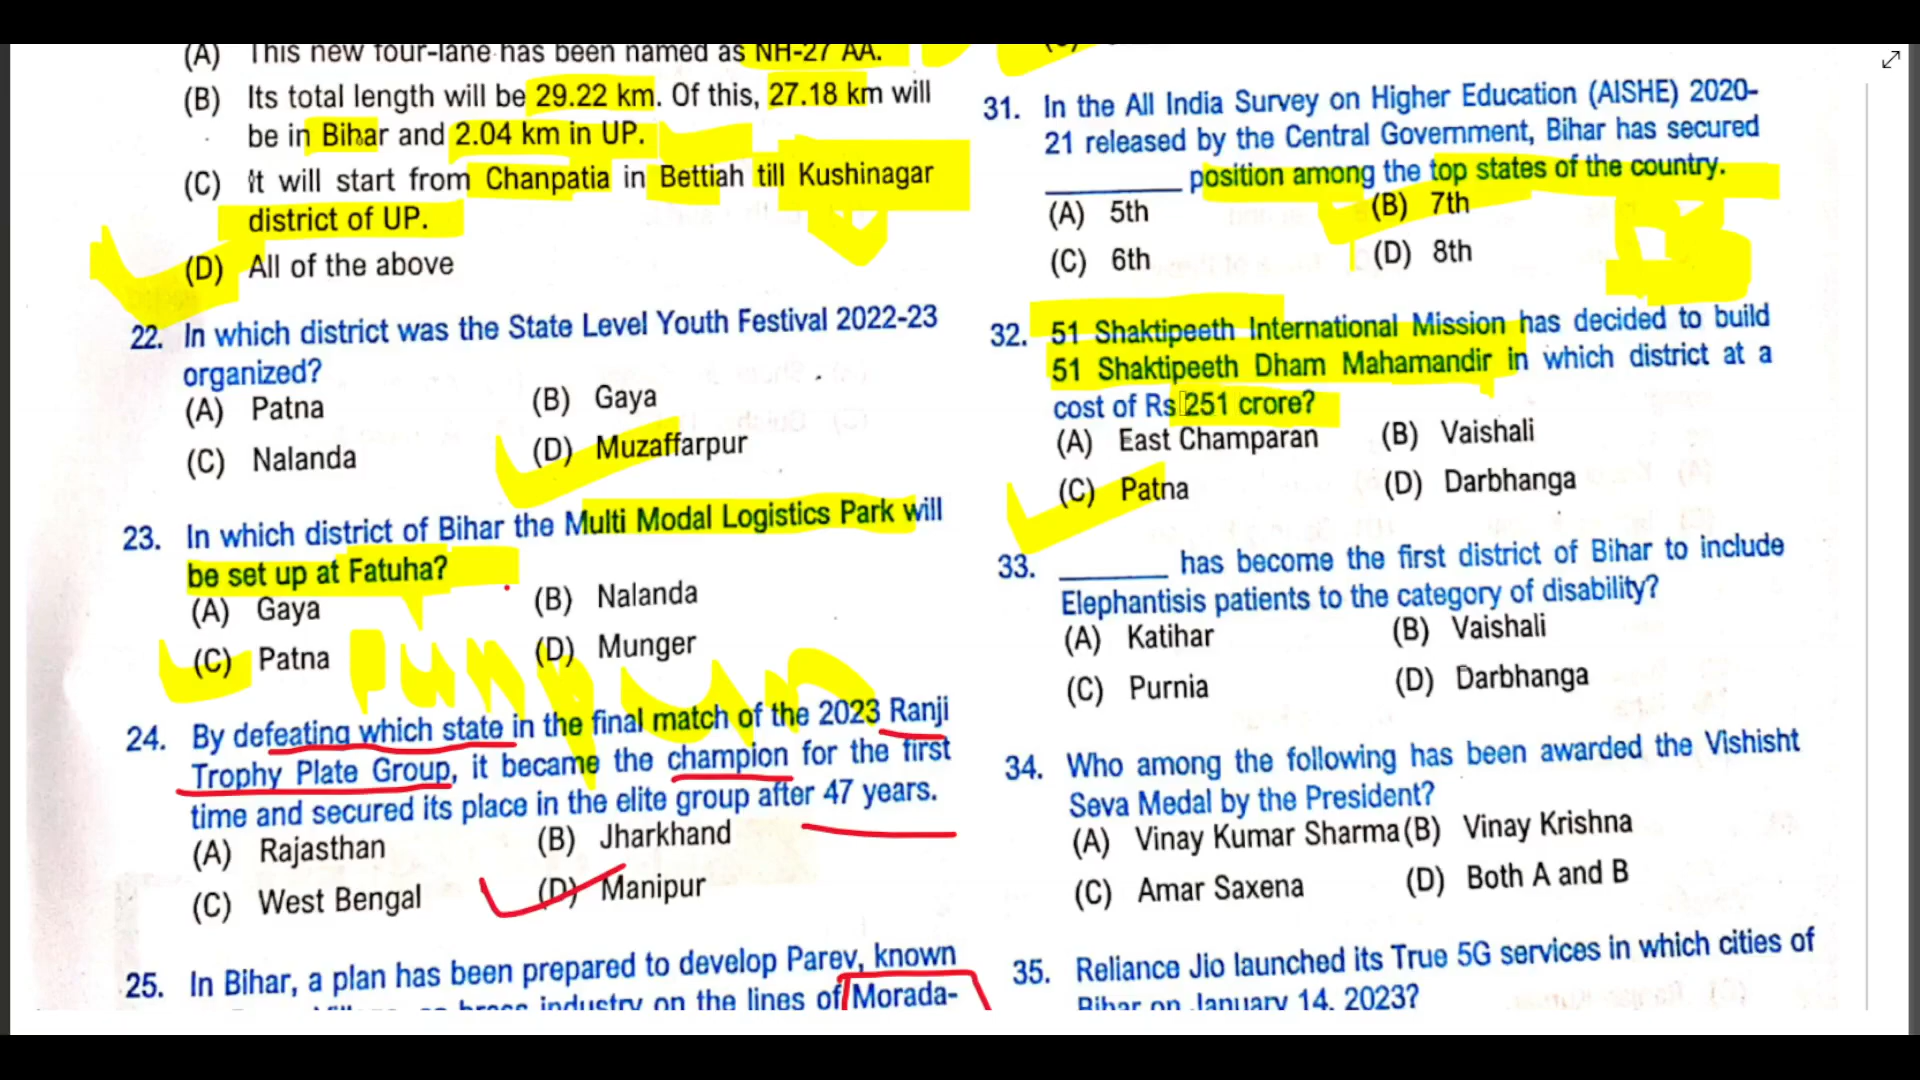 (A) This new four-lane has been named as NH-27 AA.
(B) Its total length will be 29.22 km. Of this, 27.18 km will
be in Bihar and 2.04 km in UP.
(C) It will start from Chanpatia in Bettiah till Kushinagar
district of UP.
(D) All of the above
22. In which district was the State Level Youth Festival 2022-23
organized?
(A) Patna (B) Gaya
(C) Nalanda (D) Muzaffarpur
23. In which district of Bihar the Multi Modal Logistics Park will
be set up at Fatuha?
(A) Gaya (B) Nalanda
(C) Patna (D) Munger
Punpun
24. By defeating which state in the final match of the 2023 Ranji
Trophy Plate Group, it became the champion for the first
time and secured its place in the elite group after 47 years.
(A) Rajasthan (B) Jharkhand
(C) West Bengal (D) Manipur
25. In Bihar, a plan has been prepared to develop Parev, known
brass industry on the lines of Morada-
31. In the All India Survey on Higher Education (AISHE) 2020-
21 released by the Central Government, Bihar has secured
________ position among the top states of the country.
(A) 5th (B) 7th
(C) 6th (D) 8th
32. 51 Shaktipeeth International Mission has decided to build
51 Shaktipeeth Dham Mahamandir in which district at a
cost of Rs 251 crore?
(A) East Champaran (B) Vaishali
(C) Patna (D) Darbhanga
33. ________ has become the first district of Bihar to include
Elephantisis patients to the category of disability?
(A) Katihar (B) Vaishali
(C) Purnia (D) Darbhanga
34. Who among the following has been awarded the Vishisht
Seva Medal by the President?
(A) Vinay Kumar Sharma (B) Vinay Krishna
(C) Amar Saxena (D) Both A and B
35. Reliance Jio launched its True 5G services in which cities of
Bihar on January 14, 2023?